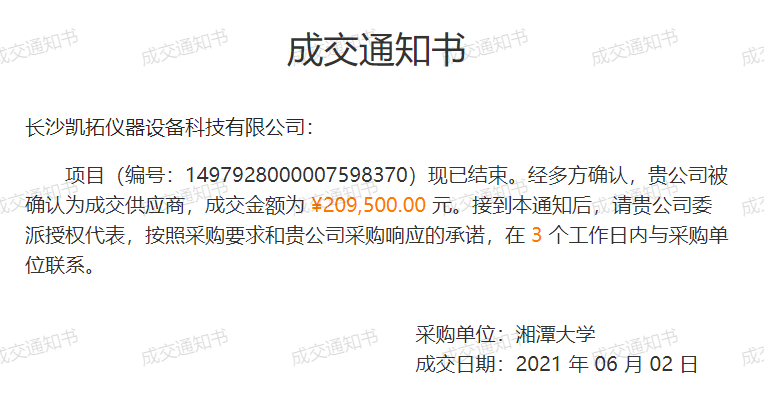 成交通知书
长沙凯拓仪器设备科技有限公司：
项目（编号：1497928000007598370）现已结束。经多方确认，贵公司被
确认为成交供应商，成交金额为 ¥209,500.00 元。接到本通知后，请贵公司委
派授权代表，按照采购要求和贵公司采购响应的承诺，在 3 个工作日内与采购单
位联系。
采购单位：湘潭大学
成交日期：2021 年 06 月 02 日